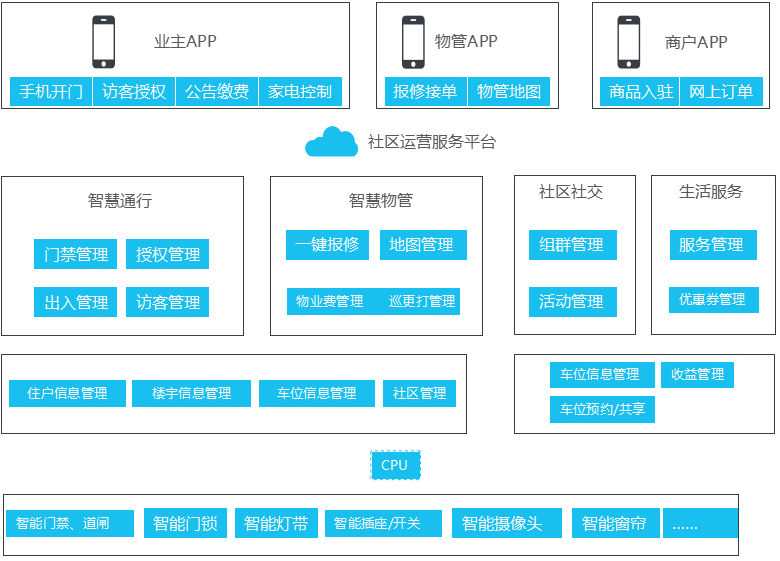 业主APP
手机开门 访客授权 公告缴费 家电控制
物管APP
报修接单 物管地图
商户APP
商品入驻 网上订单
社区运营服务平台
智慧通行
门禁管理 授权管理
出入管理 访客管理
智慧物管
一键报修 地图管理
物业费管理 巡更打管理
社区社交
组群管理
活动管理
生活服务
服务管理
优惠券管理
住户信息管理 楼宇信息管理 车位信息管理 社区管理
车位信息管理 收益管理
车位预约/共享
CPU
智能门禁、道闸 智能门锁 智能灯带 智能插座/开关 智能摄像头 智能窗帘 ......